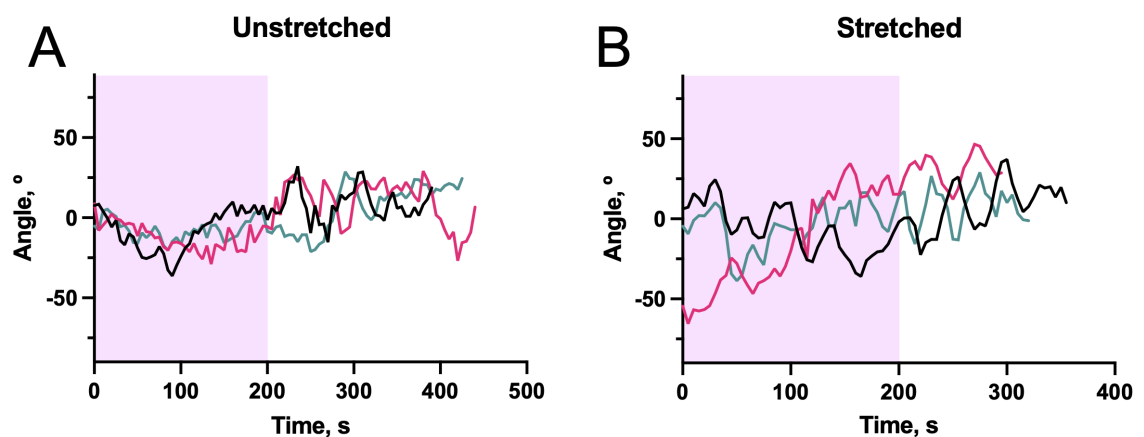 A
Unstretched
50
0
-50
Angle, º
0 100 200 300 400 500
Time, s
B
Stretched
50
0
-50
Angle, º
0 100 200 300 400
Time, s